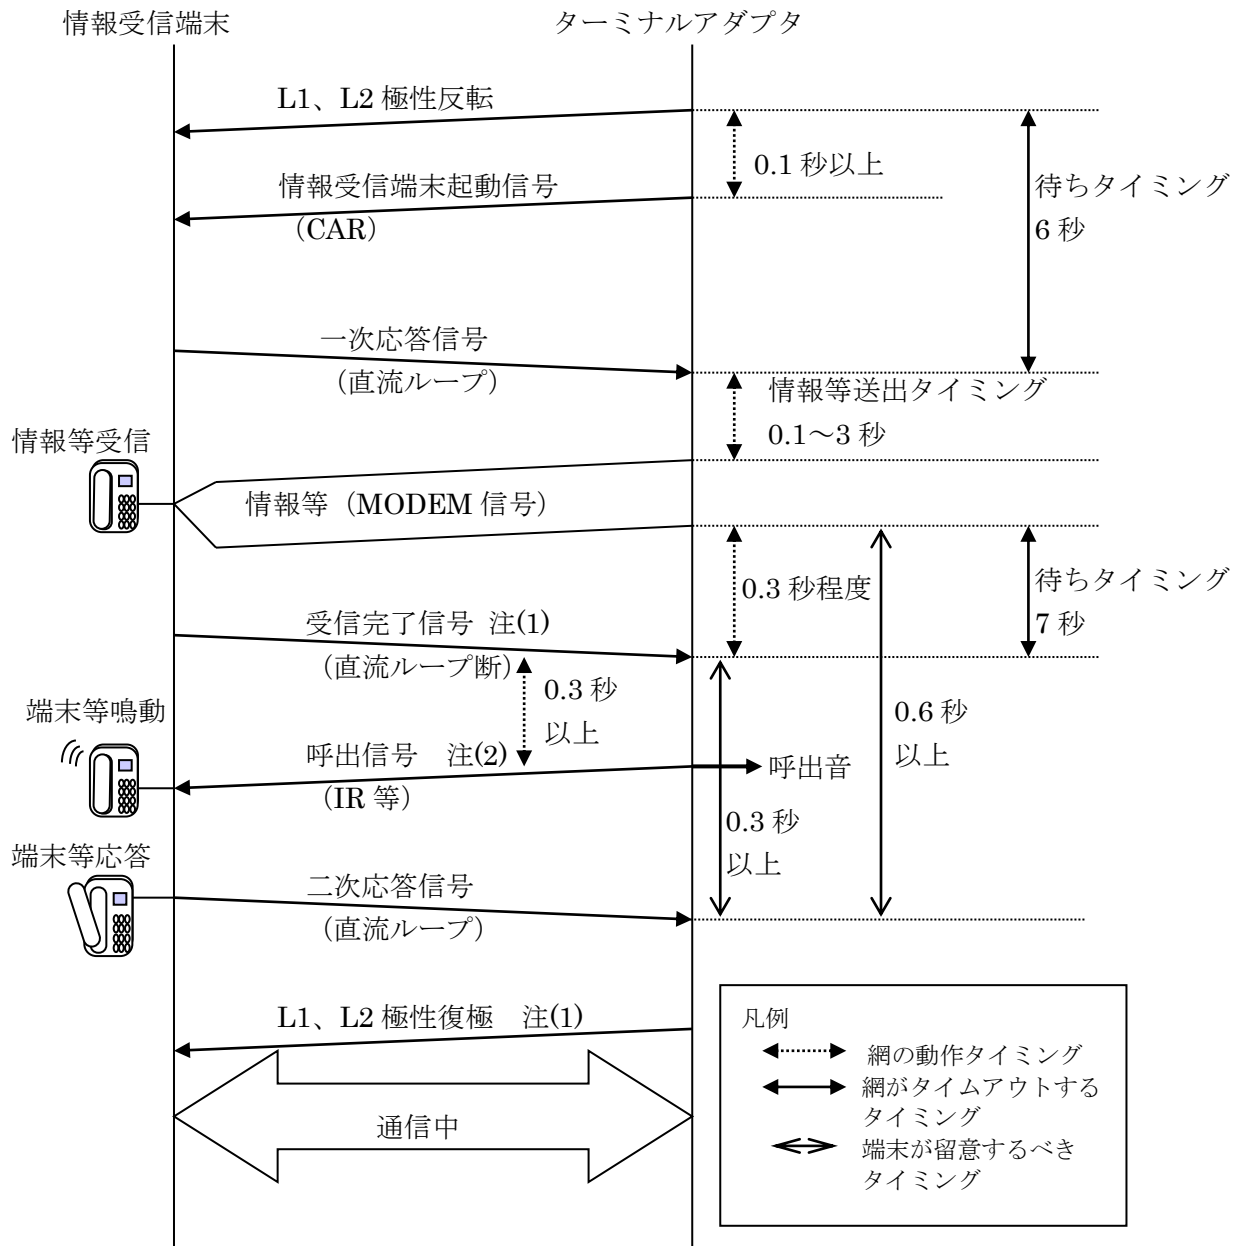 情報受信端末
ターミナルアダプタ
L1、L2 極性反転
0.1 秒以上
情報受信端末起動信号
（CAR）
待ちタイミング
6 秒
一次応答信号
（直流ループ）
情報等送出タイミング
0.1～3 秒
情報等受信
情報等（MODEM 信号）
0.3 秒程度
待ちタイミング
7 秒
受信完了信号 注(1)
（直流ループ断）
0.3 秒
以上
端末等鳴動
0.6 秒
以上
呼出信号　注(2)
（IR 等）
呼出音
0.3 秒
以上
端末等応答
二次応答信号
（直流ループ）
L1、L2 極性復極　注(1)
通信中
凡例
網の動作タイミング
網がタイムアウトする
タイミング
端末が留意するべき
タイミング